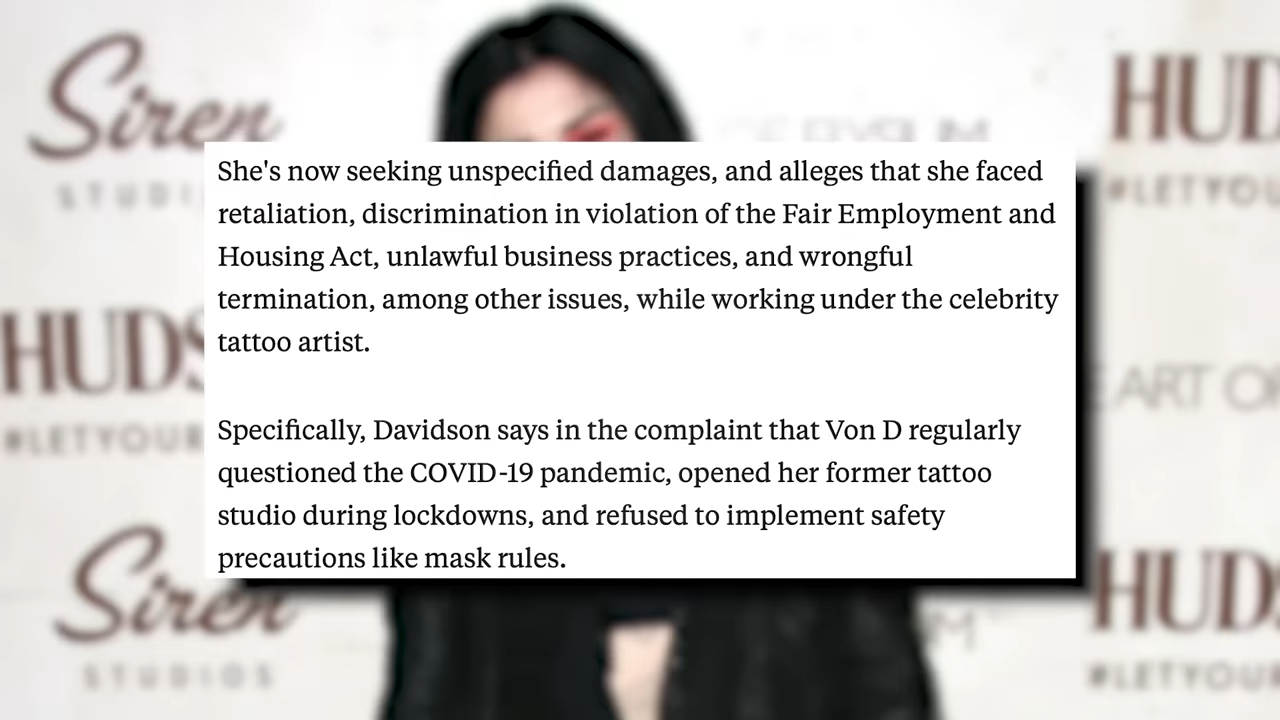 Siren
STUDIOS
HUDS
#LETYOUR
Siren
STUDIOS
HUDS
#LETYOU
ART OF
HUDS
#LETYOUR
She's now seeking unspecified damages, and alleges that she faced
retaliation, discrimination in violation of the Fair Employment and
Housing Act, unlawful business practices, and wrongful
termination, among other issues, while working under the celebrity
tattoo artist.
Specifically, Davidson says in the complaint that Von D regularly
questioned the COVID-19 pandemic, opened her former tattoo
studio during lockdowns, and refused to implement safety
precautions like mask rules.